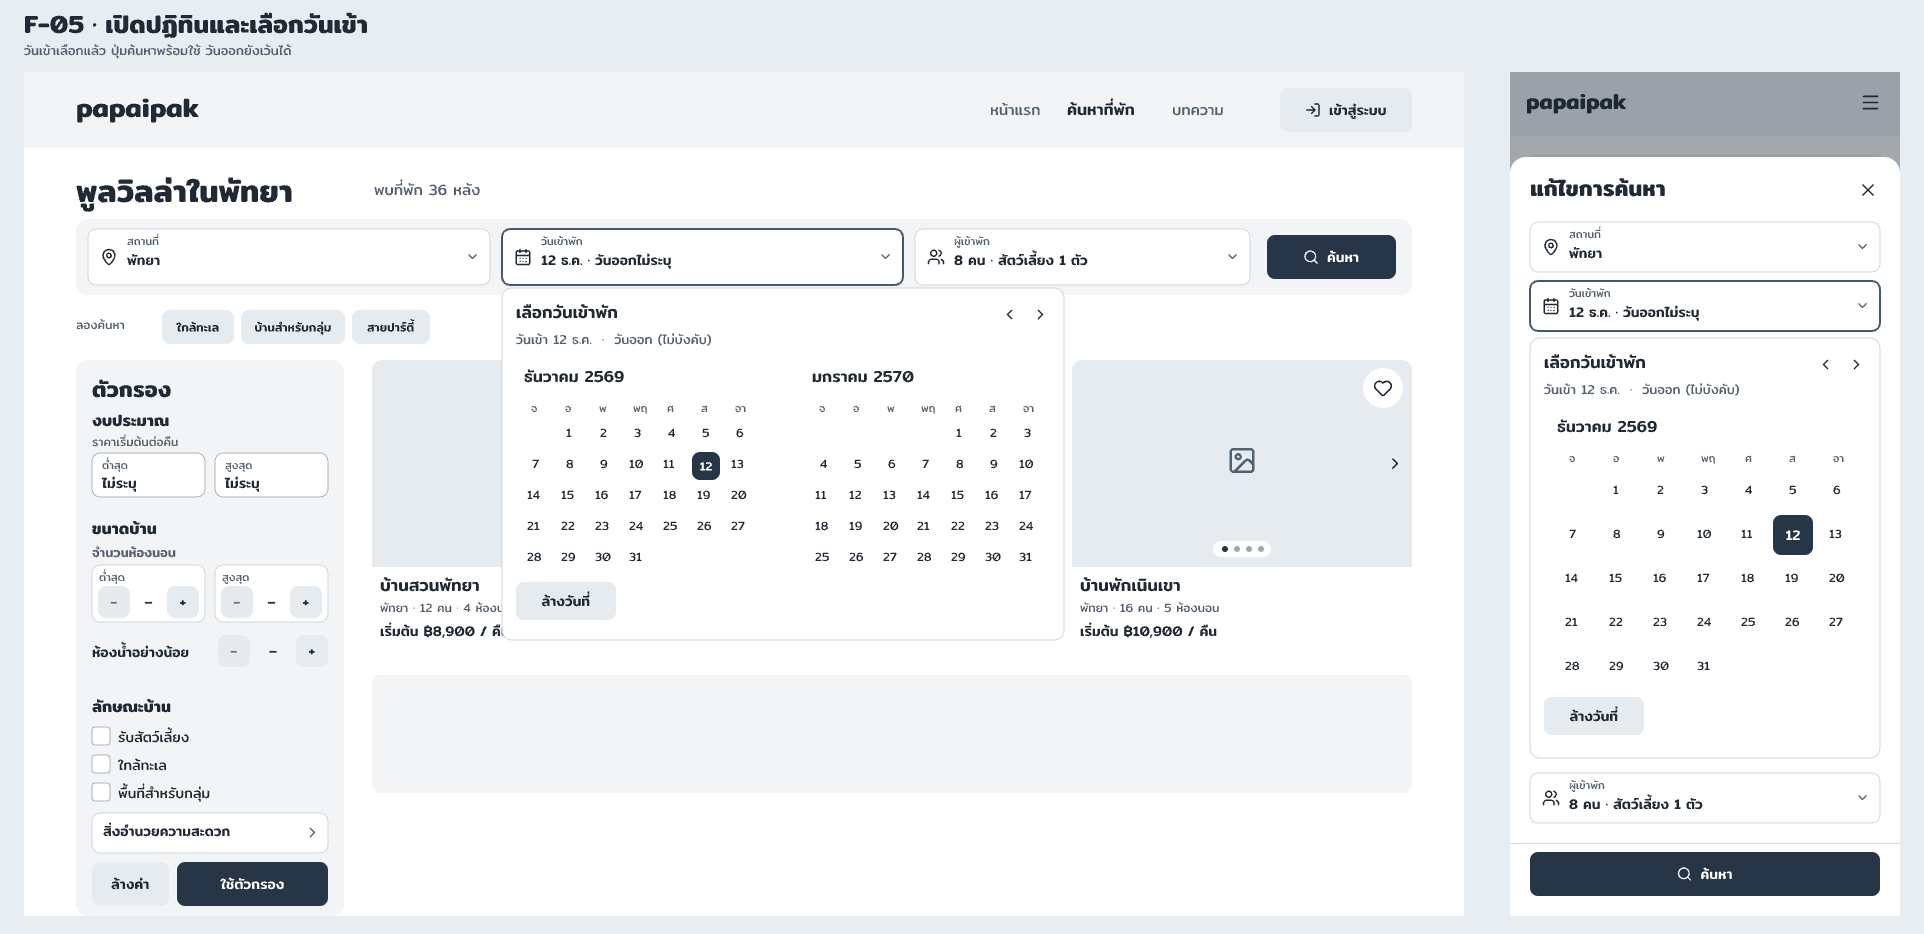 F-05 · เปิดปฏิทินและเลือกวันเข้า
วันเข้าเลือกแล้ว ปุ่มค้นหาพร้อมใช้ วันออกยังเว้นได้
papaipak
หน้าแรก ค้นหาที่พัก บทความ เข้าสู่ระบบ
พูลวิลล่าในพัทยา พบที่พัก 36 หลัง
สถานที่
พัทยา
วันเข้าพัก
12 ธ.ค. · วันออกไม่ระบุ
ผู้เข้าพัก
8 คน · สัตว์เลี้ยง 1 ตัว
ค้นหา
ลองค้นหา ใกล้ทะเล บ้านสำหรับกลุ่ม สายปาร์ตี้
ตัวกรอง
งบประมาณ
ราคาเริ่มต้นต่อคืน
ต่ำสุด สูงสุด
ไม่ระบุ ไม่ระบุ
ขนาดบ้าน
จำนวนห้องนอน
ต่ำสุด สูงสุด
− – + − – +
ห้องน้ำอย่างน้อย − – +
ลักษณะบ้าน
รับสัตว์เลี้ยง
ใกล้ทะเล
พื้นที่สำหรับกลุ่ม
สิ่งอำนวยความสะดวก
ล้างค่า ใช้ตัวกรอง
เลือกวันเข้าพัก
วันเข้า 12 ธ.ค. · วันออก (ไม่บังคับ)
ธันวาคม 2569
จ อ พ พฤ ศ ส อา
1 2 3 4 5 6
7 8 9 10 11 12 13
14 15 16 17 18 19 20
21 22 23 24 25 26 27
28 29 30 31
มกราคม 2570
จ อ พ พฤ ศ ส อา
1 2 3
4 5 6 7 8 9 10
11 12 13 14 15 16 17
18 19 20 21 22 23 24
25 26 27 28 29 30 31
ล้างวันที่
บ้านสวนพัทยา
พัทยา · 12 คน · 4 ห้องน
เริ่มต้น ฿8,900 / คื
บ้านพักเนินเขา
พัทยา · 16 คน · 5 ห้องนอน
เริ่มต้น ฿10,900 / คืน
papaipak
แก้ไขการค้นหา
สถานที่
พัทยา
วันเข้าพัก
12 ธ.ค. · วันออกไม่ระบุ
เลือกวันเข้าพัก
วันเข้า 12 ธ.ค. · วันออก (ไม่บังคับ)
ธันวาคม 2569
จ อ พ พฤ ศ ส อา
1 2 3 4 5 6
7 8 9 10 11 12 13
14 15 16 17 18 19 20
21 22 23 24 25 26 27
28 29 30 31
ล้างวันที่
ผู้เข้าพัก
8 คน · สัตว์เลี้ยง 1 ตัว
ค้นหา